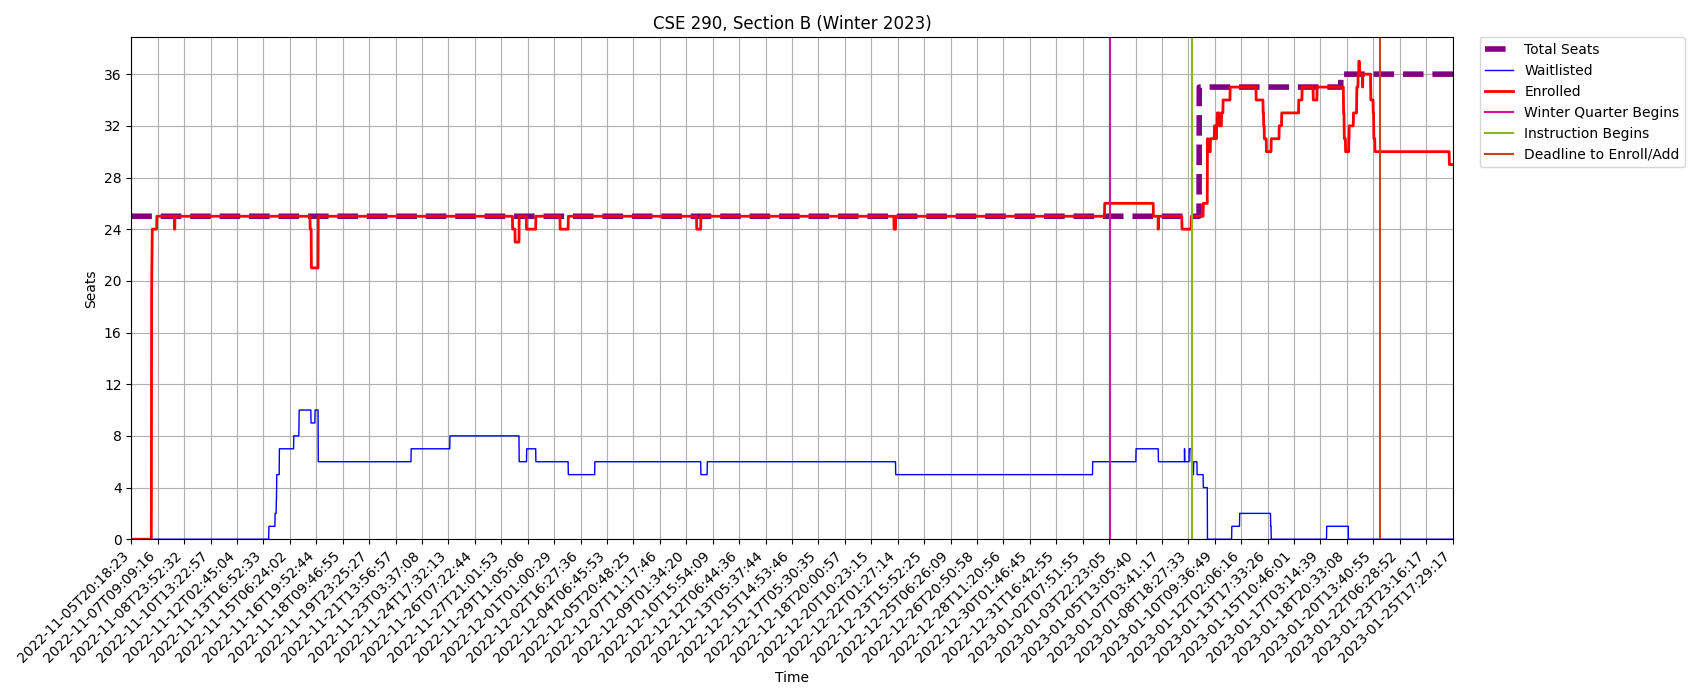 CSE 290, Section B (Winter 2023)
Total Seats
Waitlisted
Enrolled
Winter Quarter Begins
Instruction Begins
Deadline to Enroll/Add
Seats
36
32
28
24
20
16
12
8
4
0
2022-11-05T20:18:23
2022-11-07T09:09:16
2022-11-08T23:52:32
2022-11-10T13:22:57
2022-11-12T02:45:04
2022-11-13T16:52:33
2022-11-15T06:24:02
2022-11-16T19:52:44
2022-11-18T09:46:55
2022-11-19T23:25:27
2022-11-21T13:56:57
2022-11-23T03:37:08
2022-11-24T17:32:13
2022-11-26T07:22:44
2022-11-27T21:01:53
2022-11-29T11:05:06
2022-12-01T01:00:29
2022-12-02T16:27:36
2022-12-04T06:45:53
2022-12-05T20:48:25
2022-12-07T11:17:46
2022-12-09T01:34:20
2022-12-10T15:54:09
2022-12-12T06:44:36
2022-12-13T05:37:44
2022-12-15T14:53:46
2022-12-17T05:30:35
2022-12-18T20:00:57
2022-12-20T10:23:15
2022-12-22T01:27:14
2022-12-23T15:52:25
2022-12-25T06:26:09
2022-12-26T20:50:58
2022-12-28T11:20:56
2022-12-30T01:46:45
2022-12-31T16:42:55
2023-01-02T07:51:55
2023-01-03T22:23:05
2023-01-05T13:05:40
2023-01-07T03:41:17
2023-01-08T18:27:33
2023-01-10T09:36:49
2023-01-12T02:06:16
2023-01-13T17:33:26
2023-01-15T10:46:01
2023-01-17T03:14:39
2023-01-18T20:33:08
2023-01-20T13:40:55
2023-01-22T06:28:52
2023-01-23T23:16:17
2023-01-25T17:29:17
Time